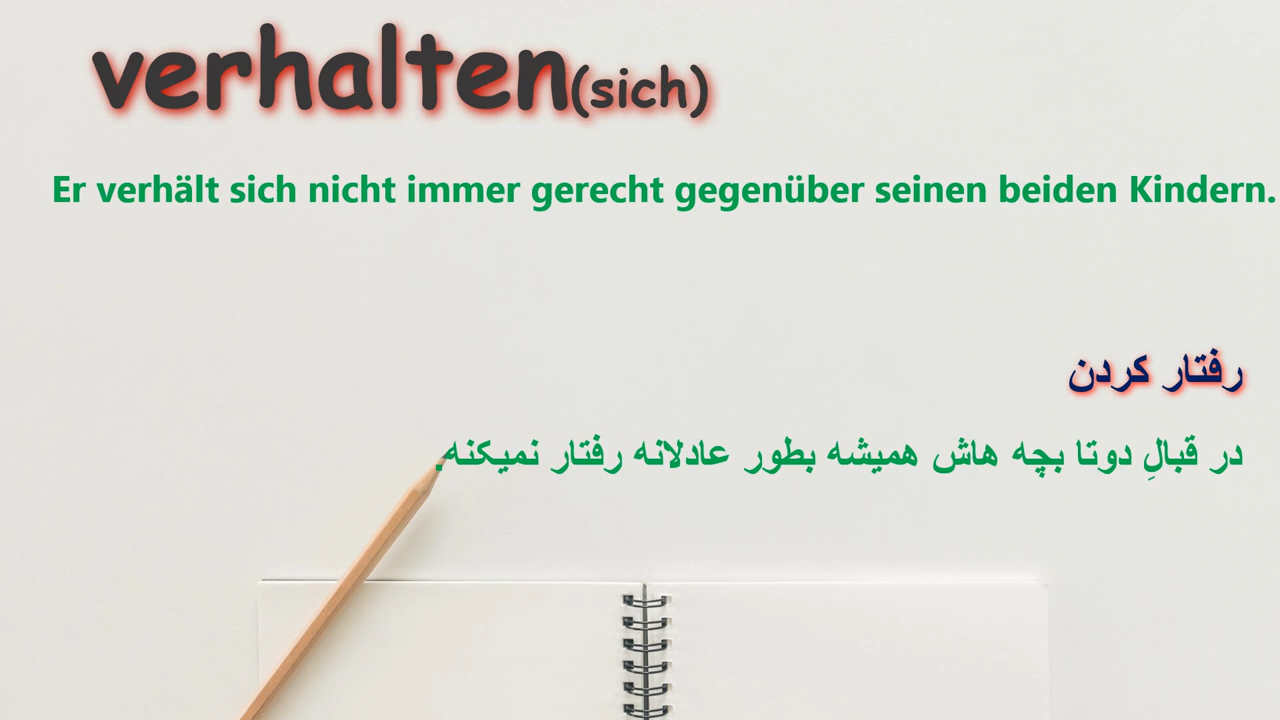 verhalten(sich)
Er verhält sich nicht immer gerecht gegenüber seinen beiden Kindern.
رفتار کردن
در قبالِ دوتا بچه هاش همیشه بطور عادلانه رفتار نمیکنه.